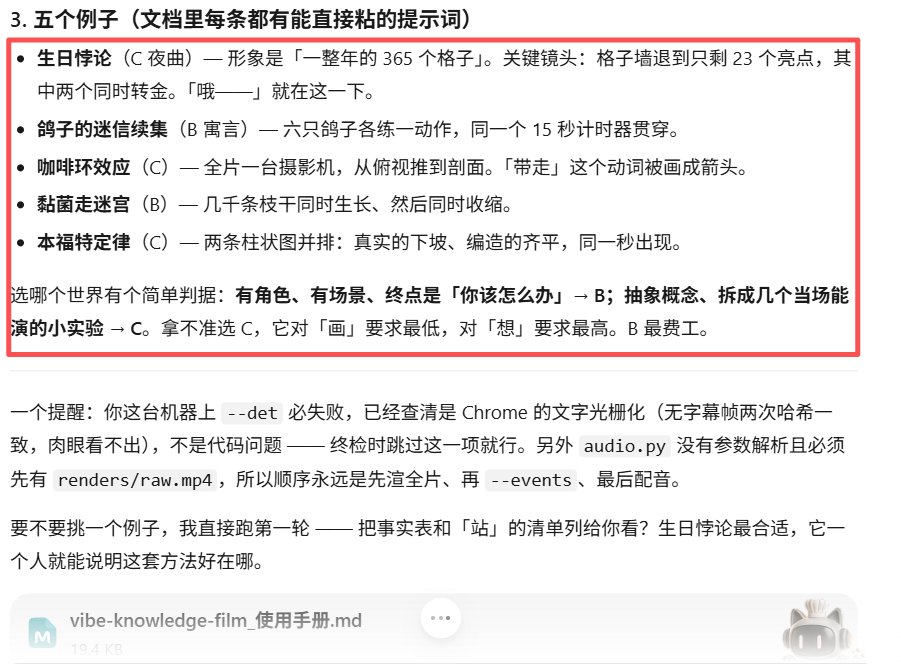 3. 五个例子（文档里每条都有能直接粘的提示词）
• 生日悖论（C 夜曲）— 形象是「一整年的 365 个格子」。关键镜头：格子墙退到只剩 23 个亮点，其
中两个同时转金。「哦——」就在这一下。
• 鸽子的迷信续集（B 寓言）— 六只鸽子各练一动作，同一个 15 秒计时器贯穿。
• 咖啡环效应（C）— 全片一台摄影机，从俯视推到剖面。「带走」这个动词被画成箭头。
• 黏菌走迷宫（B）— 几千条枝干同时生长、然后同时收缩。
• 本福特定律（C）— 两条柱状图并排：真实的下坡、编造的齐平，同一秒出现。
选哪个世界有个简单判据：有角色、有场景、终点是「你该怎么办」→ B；抽象概念、拆成几个当场能
演的小实验 → C。拿不准选 C，它对「画」要求最低，对「想」要求最高。B 最费工。
一个提醒：你这台机器上 --det 必失败，已经查清是 Chrome 的文字光栅化（无字幕帧两次哈希一
致，肉眼看不出），不是代码问题 —— 终检时跳过这一项就行。另外 audio.py 没有参数解析且必须
先有 renders/raw.mp4，所以顺序永远是先渲全片、再 --events、最后配音。
要不要挑一个例子，我直接跑第一轮 —— 把事实表和「站」的清单列给你看？生日悖论最合适，它一
个人就能说明这套方法好在哪。
vibe-knowledge-film_使用手册.md
M
19.4 KB